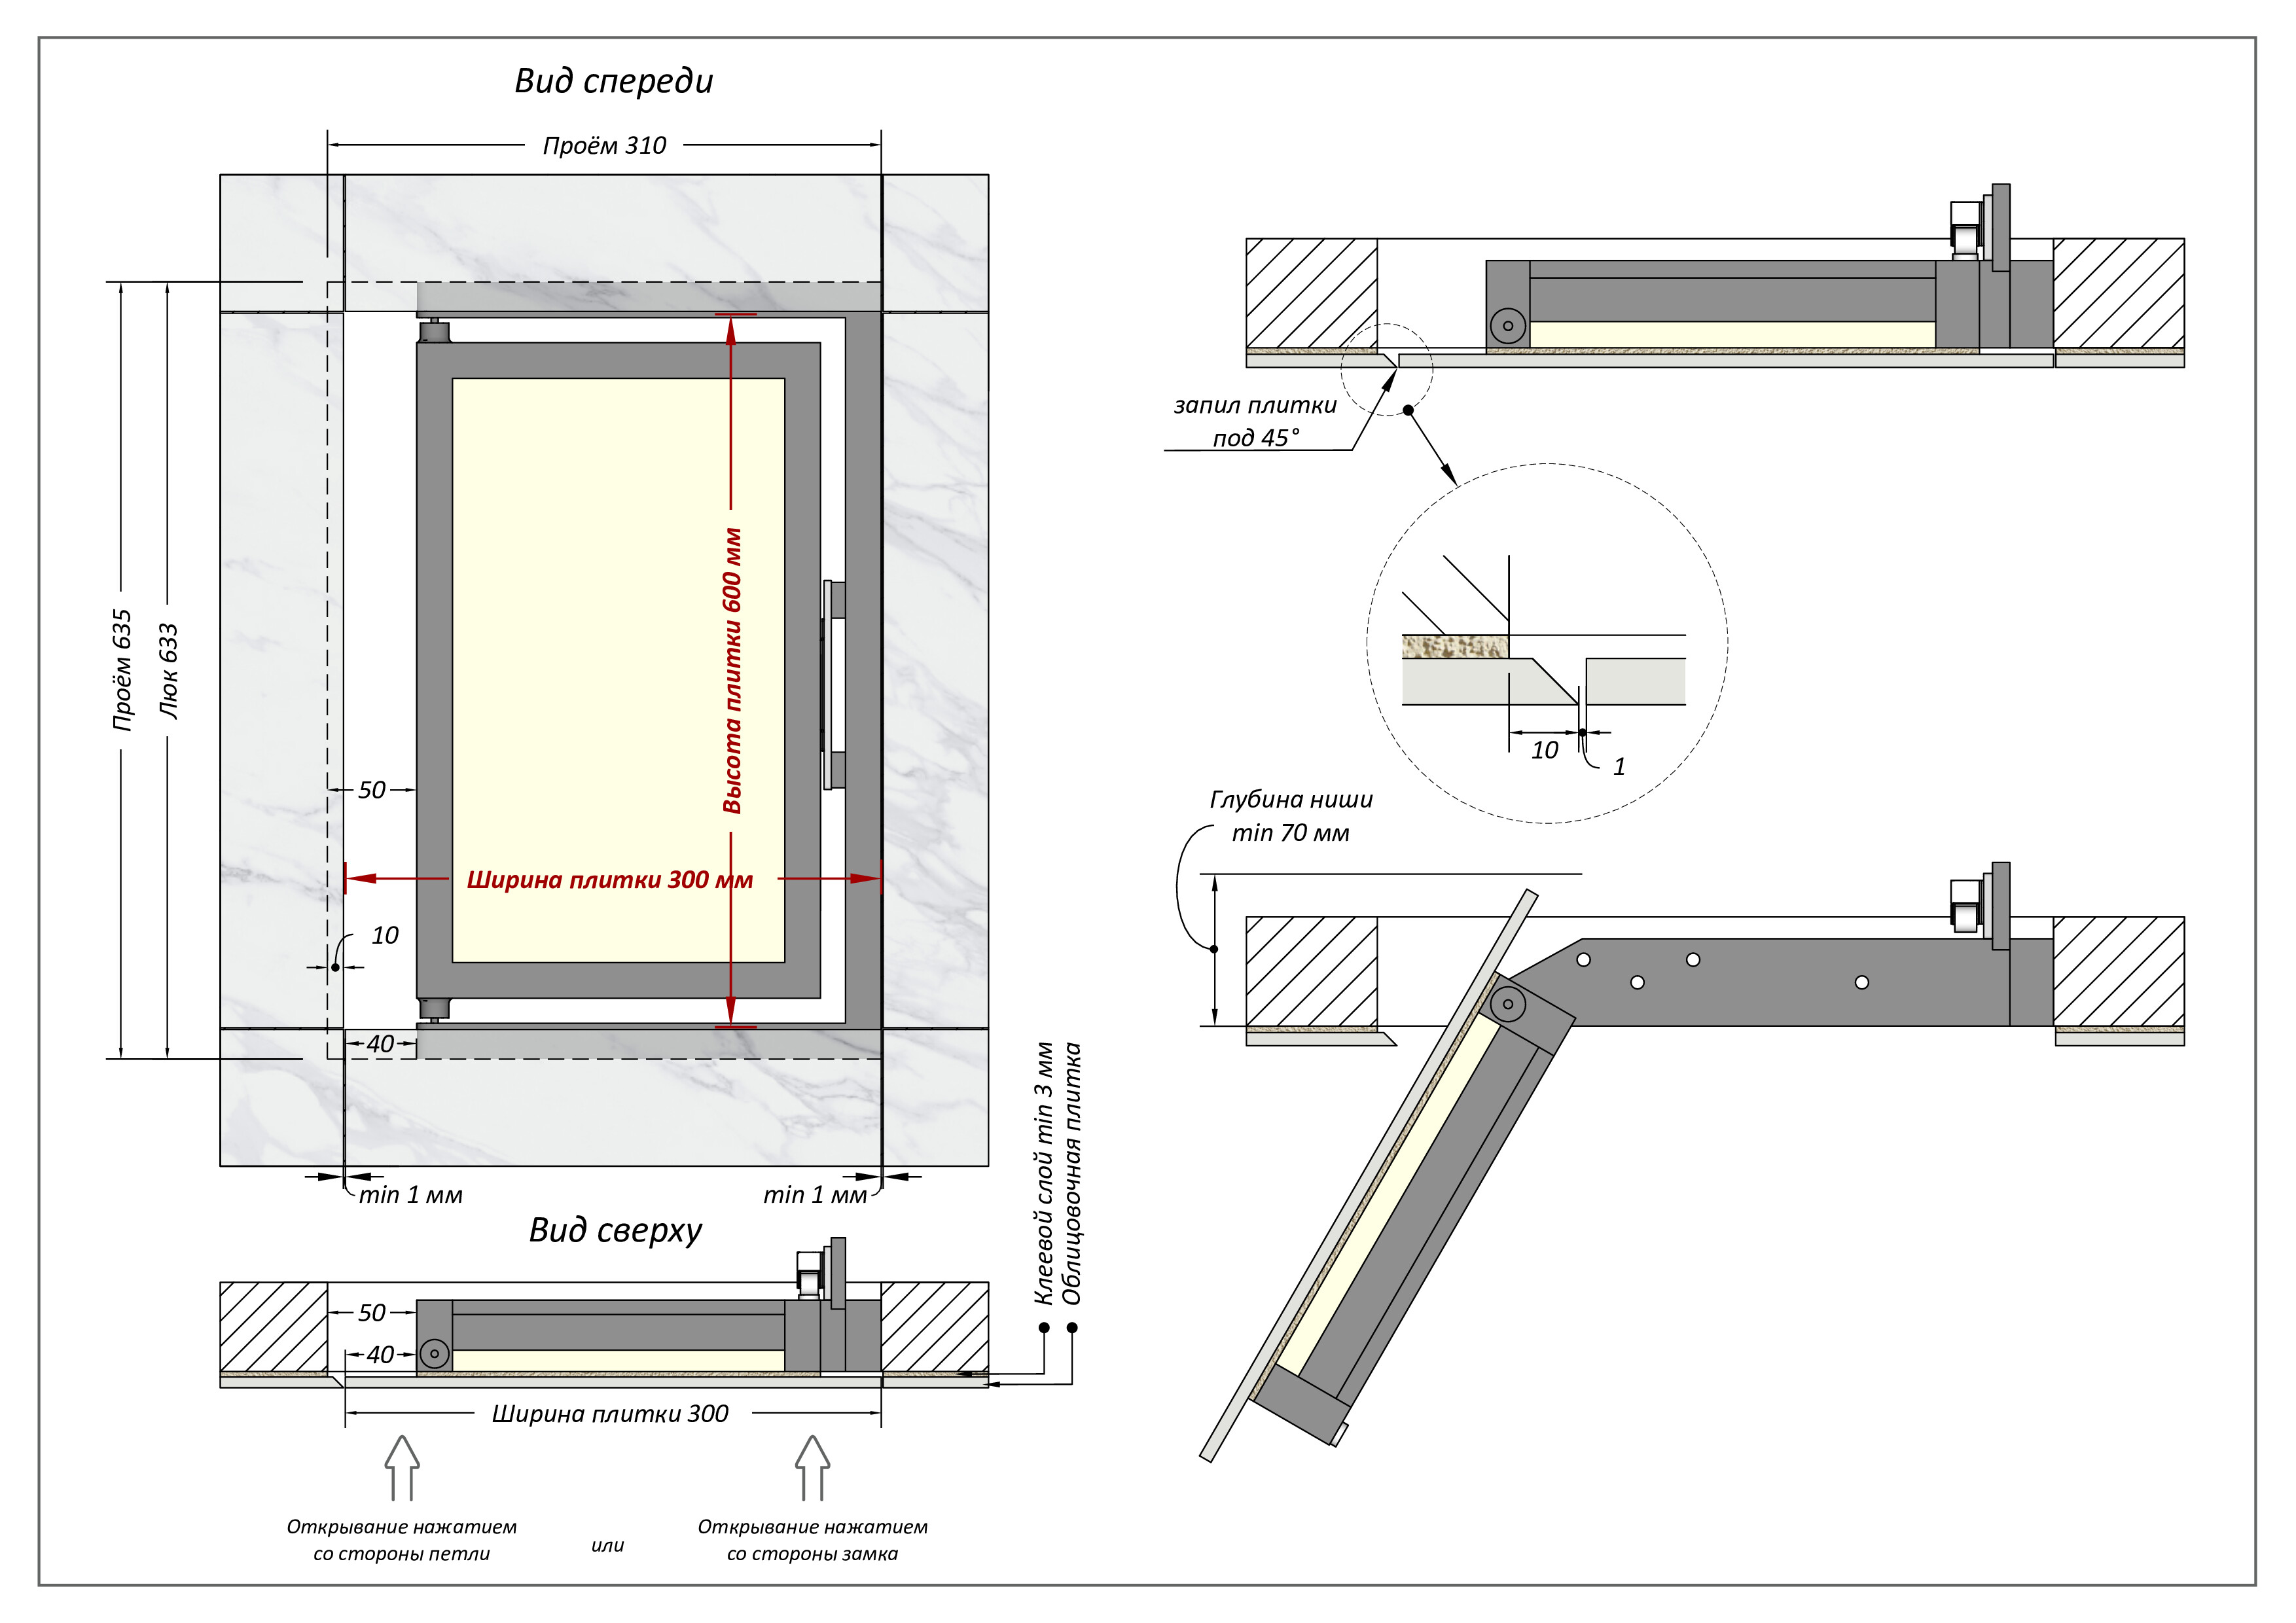 Вид спереди
Проём 310
Проём 635
Люк 633
Высота плитки 600 мм
50
Ширина плитки 300 мм
10
40
min 1 мм
min 1 мм
Клеевой слой min 3 мм
Облицовочная плитка
Вид сверху
50
40
Ширина плитки 300
Открывание нажатием
со стороны петли
или
Открывание нажатием
со стороны замка
запил плитки
под 45°
10
1
Глубина ниши
min 70 мм